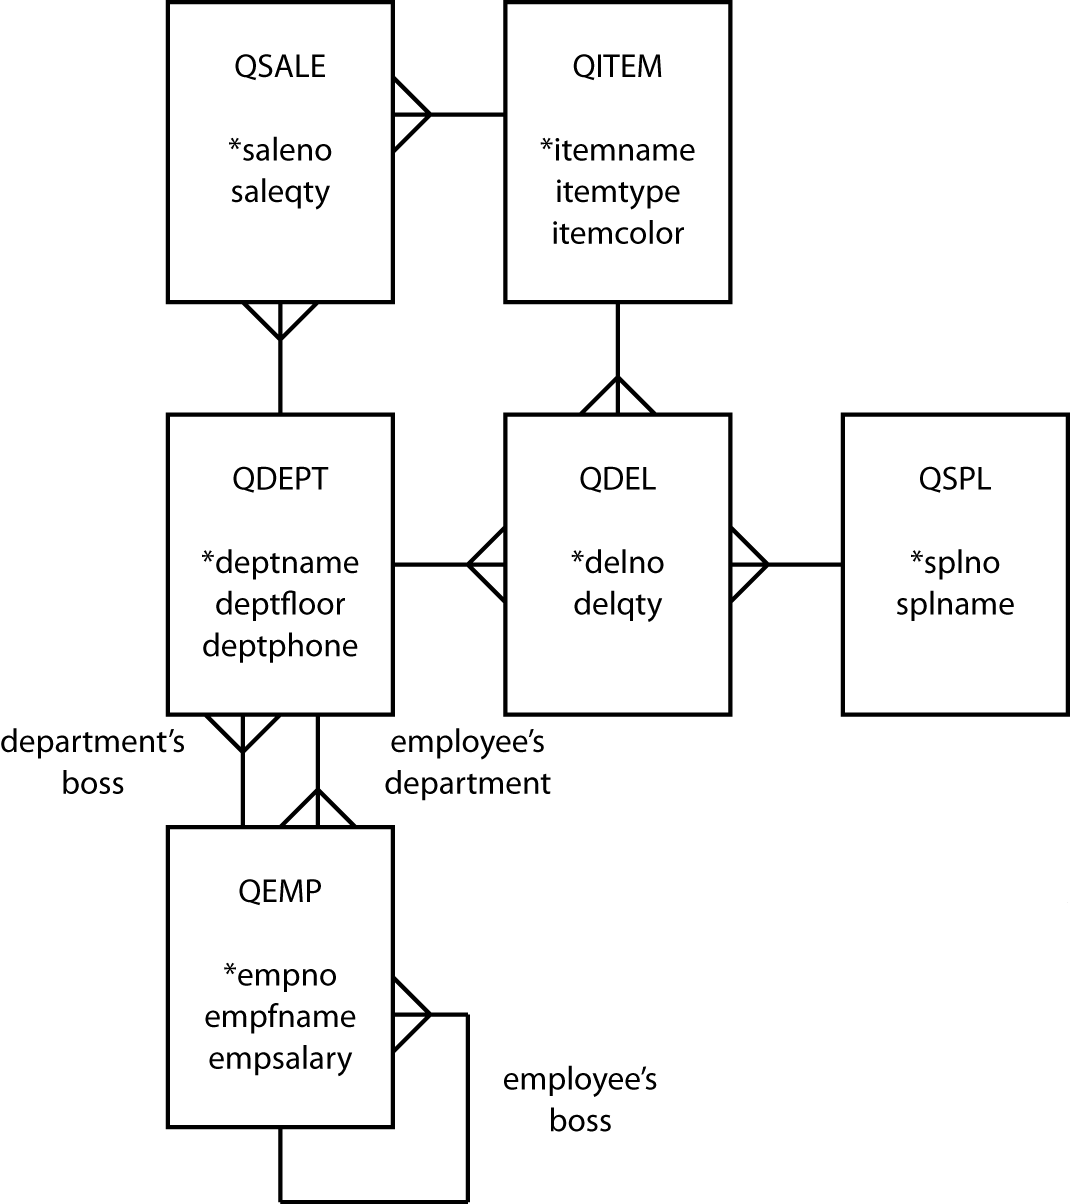 QSALE
*saleno
saleqty
QITEM
*itemname
itemtype
itemcolor
QDEPT
*deptname
deptfloor
deptphone
QDEL
*delno
delqty
QSPL
*splno
splname
department’s
boss
employee’s
department
QEMP
*empno
empfname
empsalary
employee’s
boss